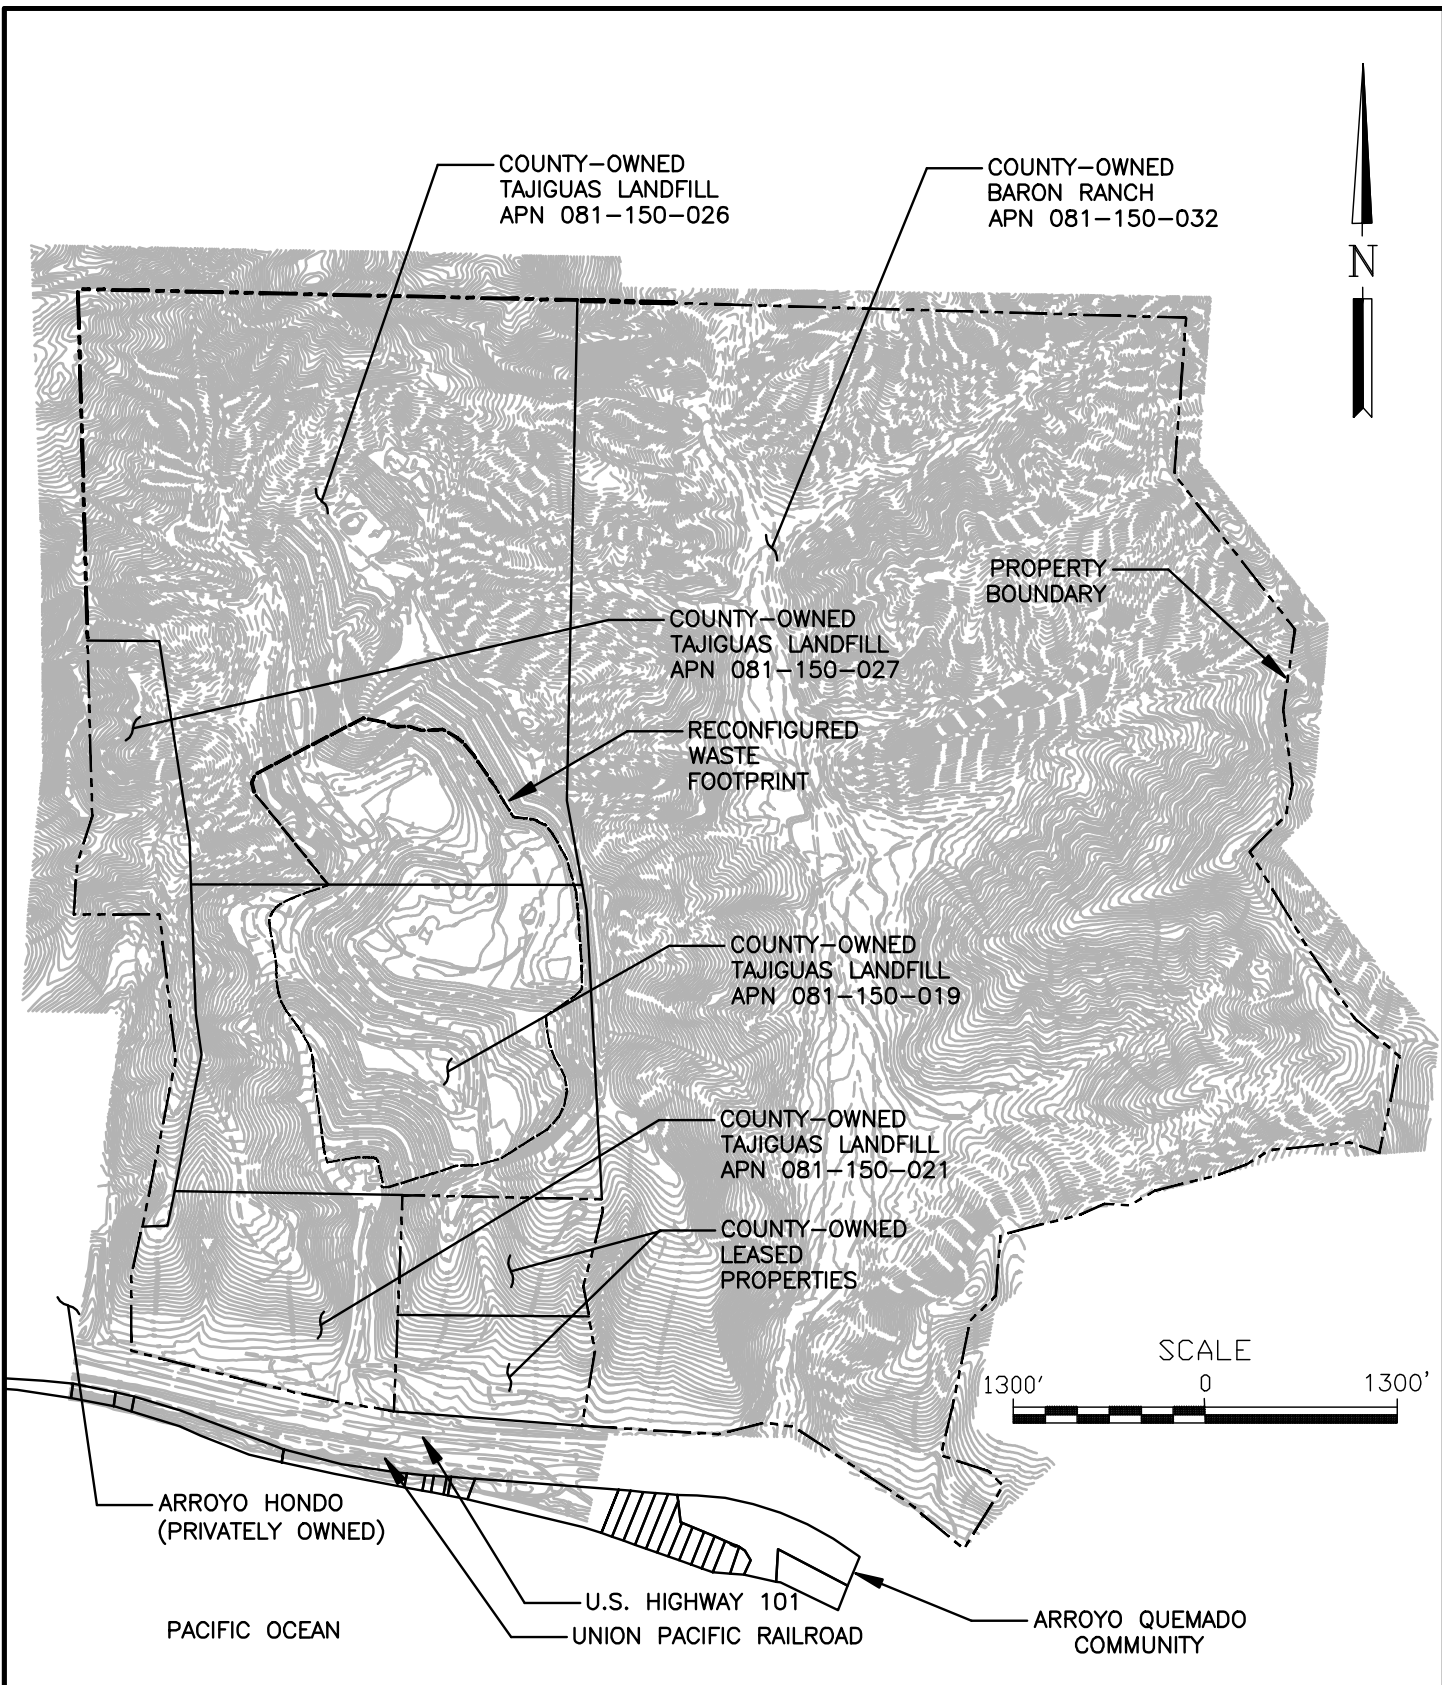 COUNTY-OWNED
TAJIGUAS LANDFILL
APN 081-150-026
COUNTY-OWNED
BARON RANCH
APN 081-150-032
N
PROPERTY
BOUNDARY
COUNTY-OWNED
TAJIGUAS LANDFILL
APN 081-150-027
RECONFIGURED
WASTE
FOOTPRINT
COUNTY-OWNED
TAJIGUAS LANDFILL
APN 081-150-019
COUNTY-OWNED
TAJIGUAS LANDFILL
APN 081-150-021
COUNTY-OWNED
LEASED
PROPERTIES
SCALE
1300' 0 1300'
ARROYO HONDO
(PRIVATELY OWNED)
U.S. HIGHWAY 101
UNION PACIFIC RAILROAD
PACIFIC OCEAN
ARROYO QUEMADO
COMMUNITY